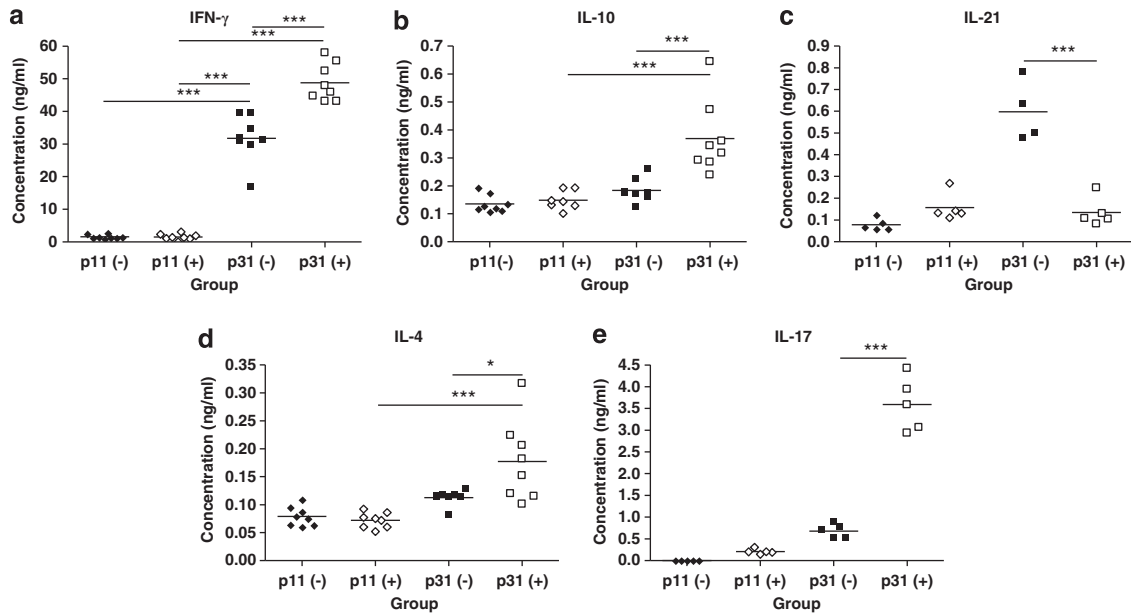 a
IFN-γ
***
***
***
***
Concentration (ng/ml)
60
50
40
30
20
10
0
p11 (-) p11 (+) p31 (-) p31 (+)
Group
b
IL-10
***
***
Concentration (ng/ml)
0.7
0.6
0.5
0.4
0.3
0.2
0.1
0.0
p11(-) p11 (+) p31 (-) p31 (+)
Group
c
IL-21
***
Concentration (ng/ml)
0.9
0.8
0.7
0.6
0.5
0.4
0.3
0.2
0.1
0.0
p11 (-) p11 (+) p31 (-) p31 (+)
Group
d
IL-4
*
***
Concentration (ng/ml)
0.35
0.30
0.25
0.20
0.15
0.10
0.05
0.00
p11 (-) p11 (+) p31 (-) p31 (+)
Group
e
IL-17
***
Concentration (ng/ml)
4.5
4.0
3.5
3.0
2.5
2.0
1.5
1.0
0.5
0.0
p11 (-) p11 (+) p31 (-) p31 (+)
Group